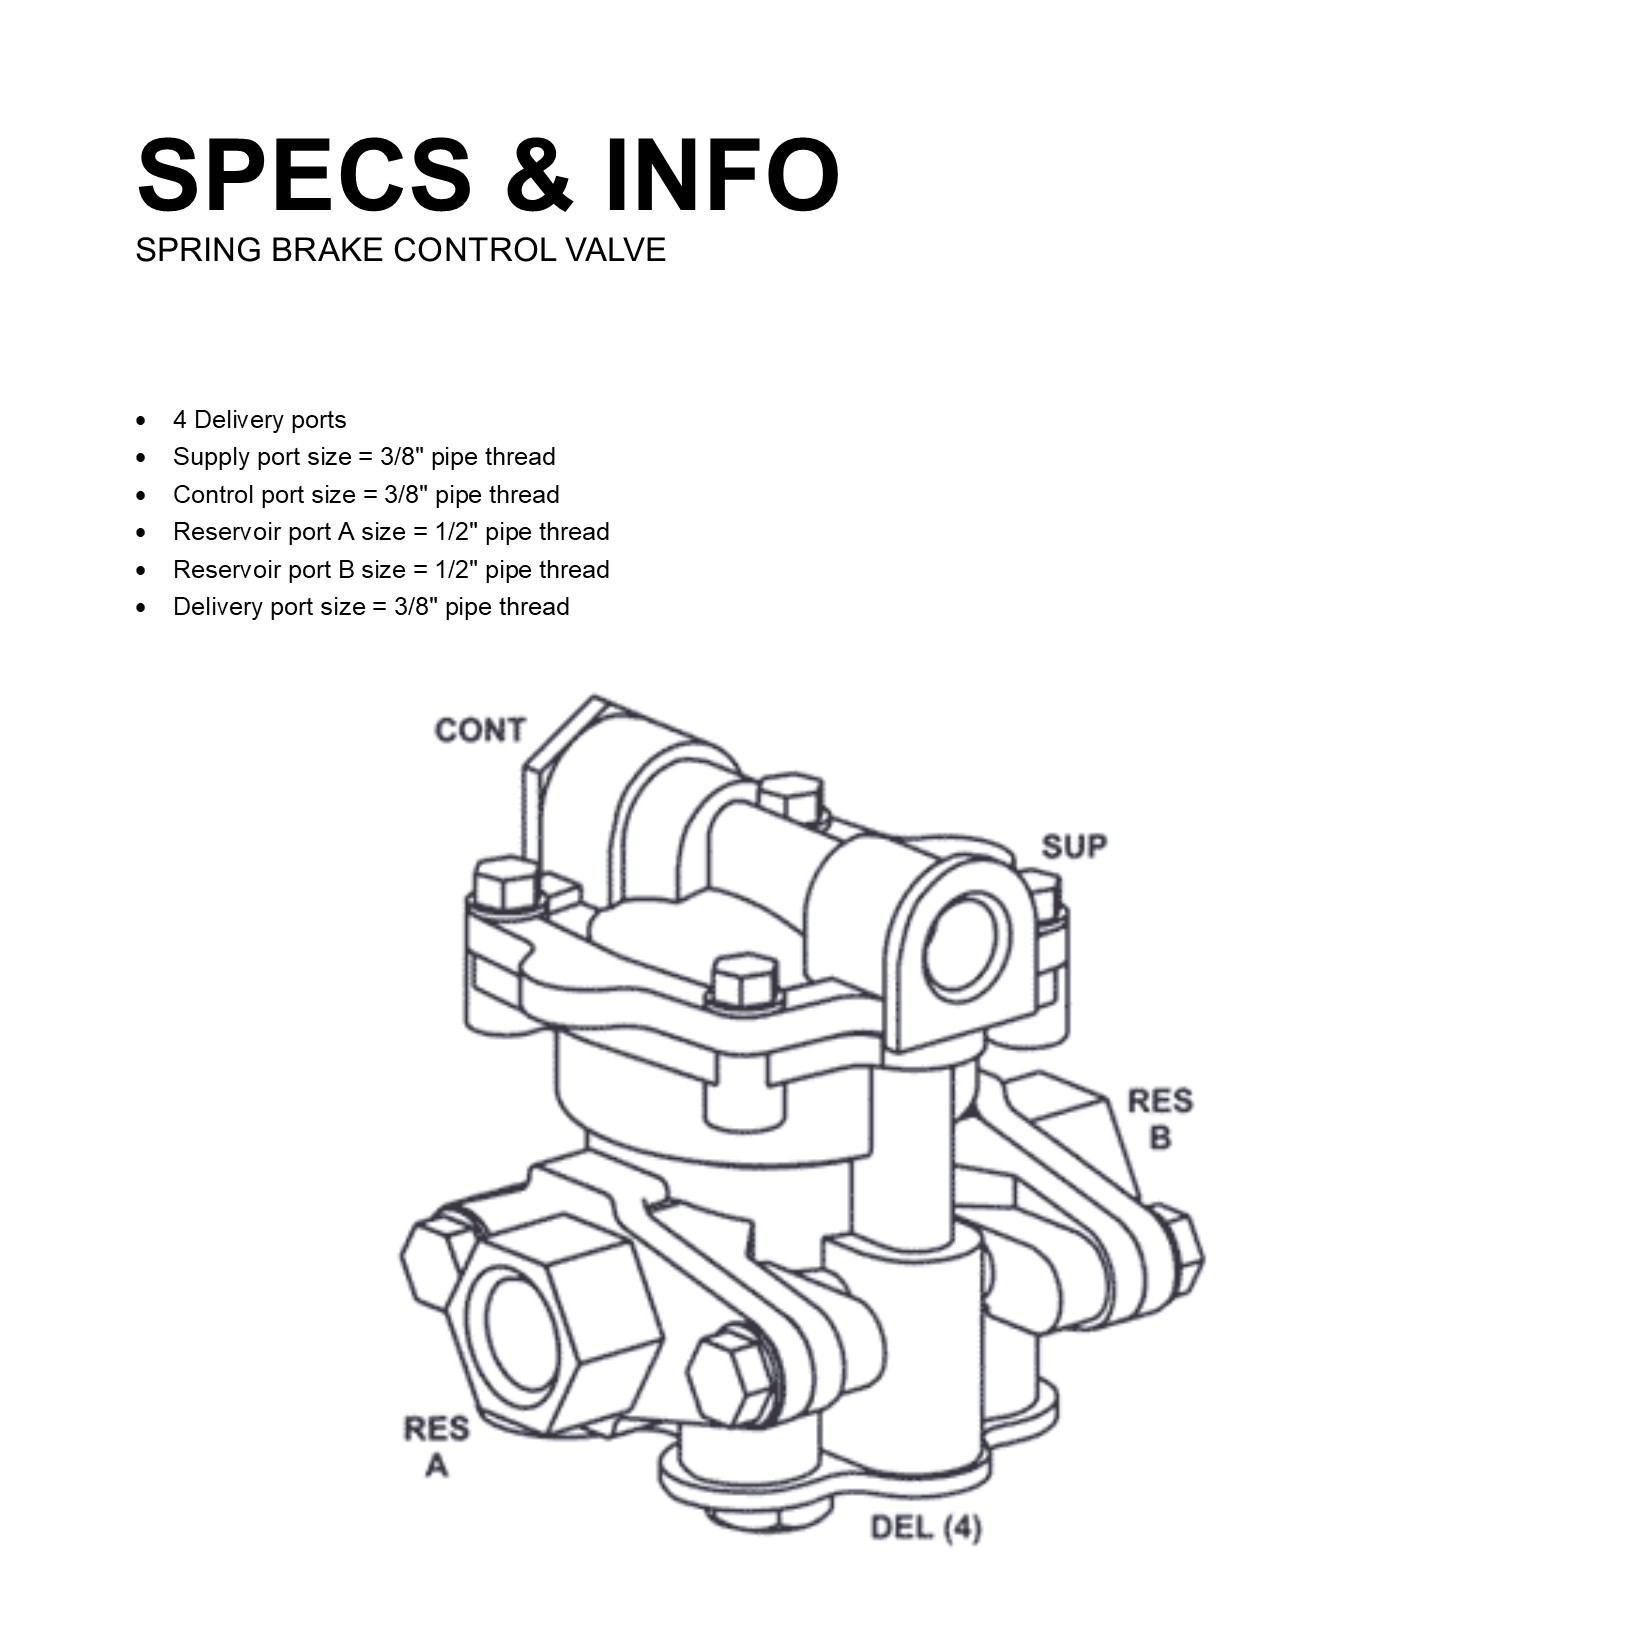 SPECS & INFO
SPRING BRAKE CONTROL VALVE
• 4 Delivery ports
• Supply port size = 3/8" pipe thread
• Control port size = 3/8" pipe thread
• Reservoir port A size = 1/2" pipe thread
• Reservoir port B size = 1/2" pipe thread
• Delivery port size = 3/8" pipe thread
CONT
SUP
RES
B
RES
A
DEL (4)